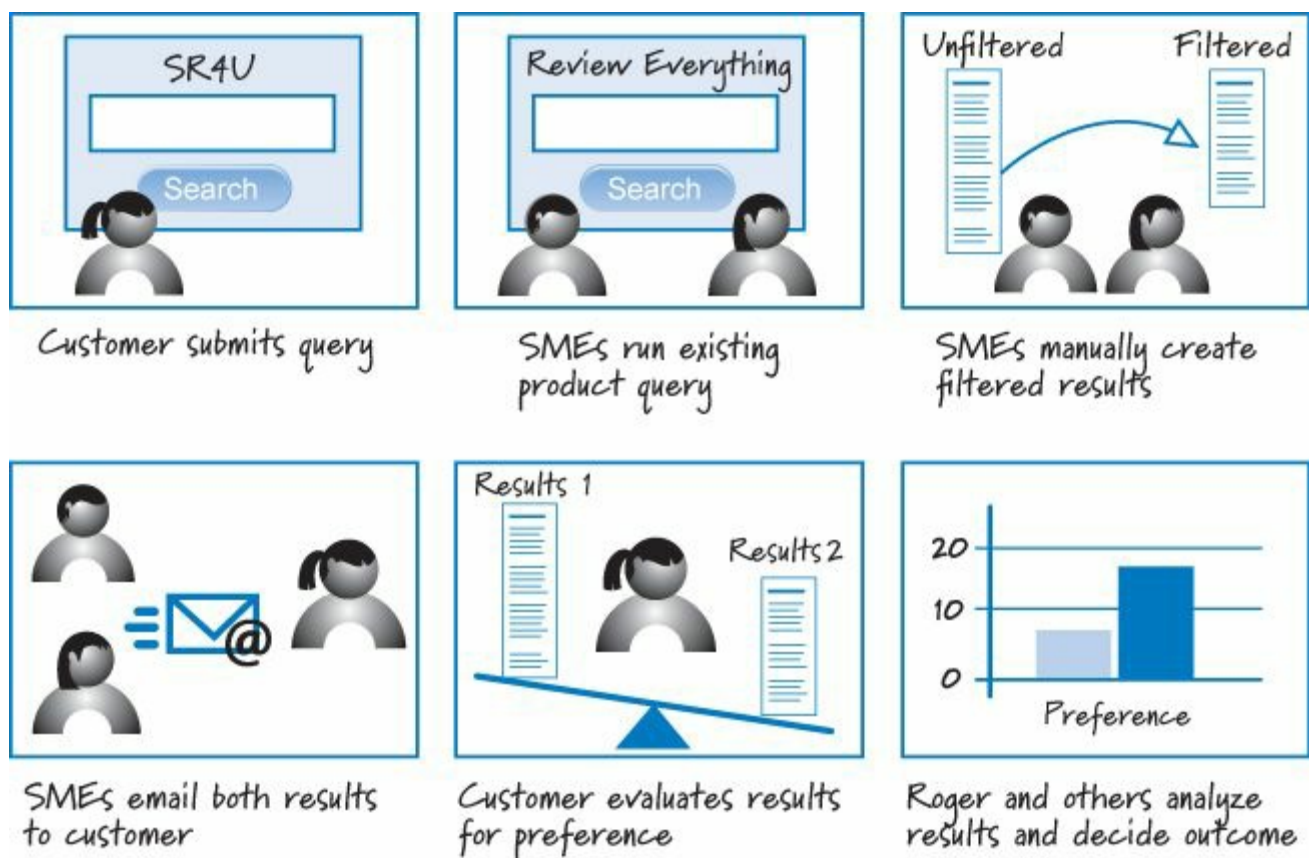 SR4U
Search
Customer submits query
Review Everything
Search
SMEs run existing
product query
Unfiltered
Filtered
SMEs manually create
filtered results
@
SMEs email both results
to customer
Results 1
Results 2
Customer evaluates results
for preference
20
10
0
Preference
Roger and others analyze
results and decide outcome